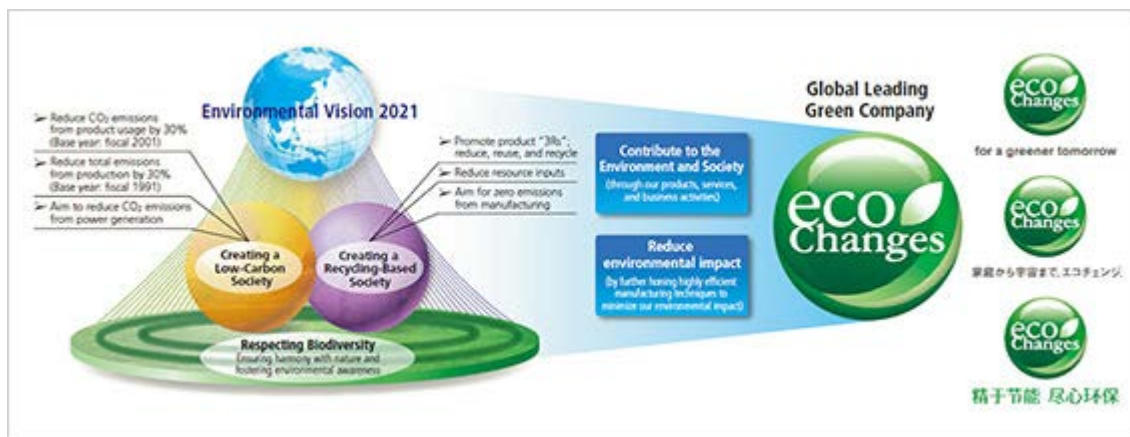 Environmental Vision 2021
➢ Reduce CO₂ emissions
from product usage by 30%
(Base year: fiscal 2001)
➢ Reduce total emissions
from production by 30%
(Base year: fiscal 1991)
➢ Aim to reduce CO₂ emissions
from power generation
➢ Promote product "3Rs";
reduce, reuse, and recycle
➢ Reduce resource inputs
➢ Aim for zero emissions
from manufacturing
Creating a
Low-Carbon
Society
Creating a
Recycling-Based
Society
Respecting Biodiversity
Ensuring harmony with nature and
fostering environmental awareness
Contribute to the
Environment and Society
(through our products, services,
and business activities)
Reduce
environmental impact
(by further honing highly efficient
manufacturing techniques to
minimize our environmental impact)
Global Leading
Green Company
eco
Changes
eco
Changes
for a greener tomorrow
eco
Changes
家庭から宇宙まで、エコチェンジ。
eco
Changes
精于节能 尽心环保